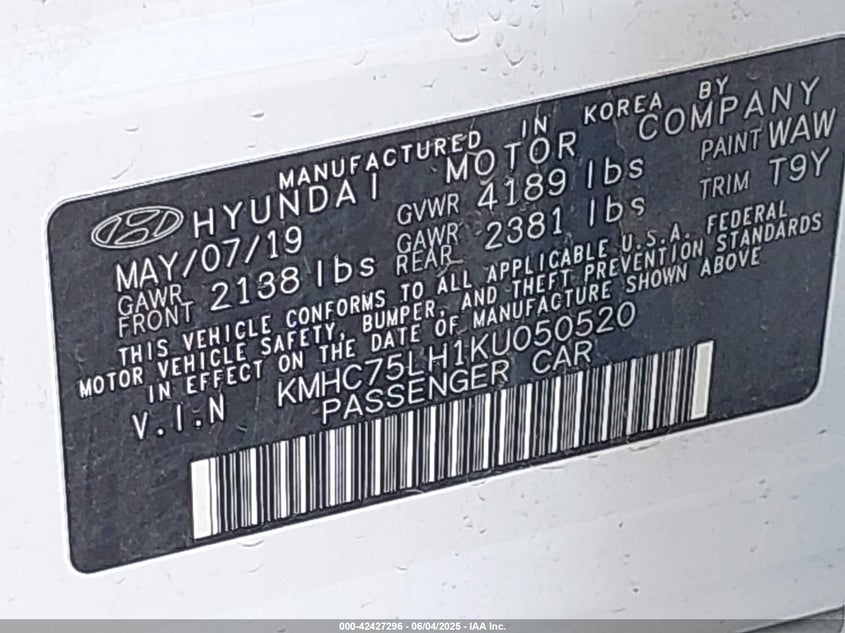 MANUFACTURED IN KOREA BY
HYUNDAI MOTOR COMPANY
MAY/07/19 GVWR 4189 lbs PAINT WAW
GAWR FRONT 2138 lbs GAWR REAR 2381 lbs TRIM T9Y
THIS VEHICLE CONFORMS TO ALL APPLICABLE U.S.A. FEDERAL
MOTOR VEHICLE SAFETY, BUMPER, AND THEFT PREVENTION STANDARDS
IN EFFECT ON THE DATE OF MANUFACTURE SHOWN ABOVE
V.I.N KMHC75LH1KU050520
PASSENGER CAR
000-42427296 - 06/04/2025 - IAA Inc.